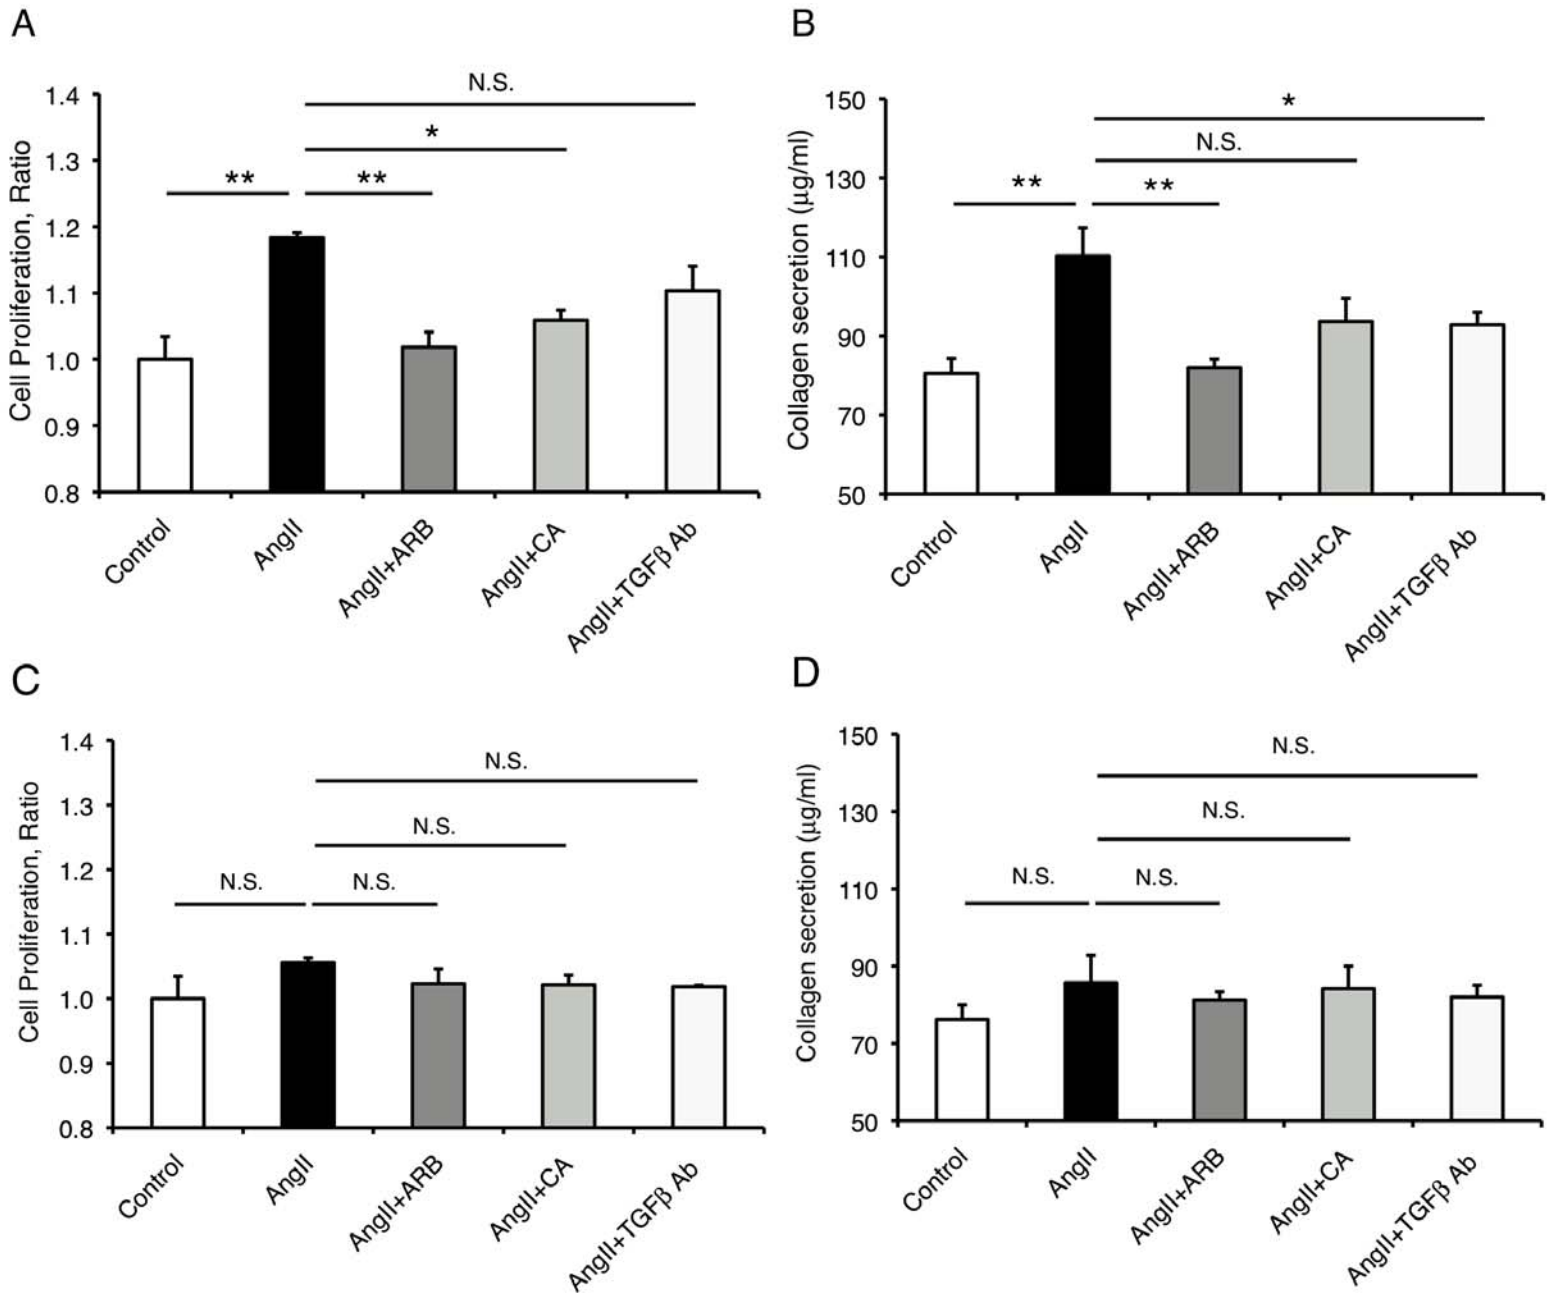 A
Cell Proliferation, Ratio
1.4
1.3
1.2
1.1
1.0
0.9
0.8
N.S.
*
**
**
Control
AngII
AngII+ARB
AngII+CA
AngII+TGFβ Ab
B
Collagen secretion (μg/ml)
150
130
110
90
70
50
*
N.S.
**
**
Control
AngII
AngII+ARB
AngII+CA
AngII+TGFβ Ab
C
Cell Proliferation, Ratio
1.4
1.3
1.2
1.1
1.0
0.9
0.8
N.S.
N.S.
N.S.
N.S.
Control
AngII
AngII+ARB
AngII+CA
AngII+TGFβ Ab
D
Collagen secretion (μg/ml)
150
130
110
90
70
50
N.S.
N.S.
N.S.
N.S.
Control
AngII
AngII+ARB
AngII+CA
AngII+TGFβ Ab